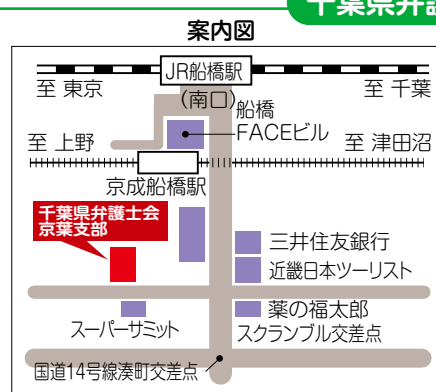 千葉県弁護
案内図
JR船橋駅
至 東京
至 千葉
(南口)
船橋
FACEビル
至 上野
至 津田沼
京成船橋駅
千葉県弁護士会
京葉支部
三井住友銀行
近畿日本ツーリスト
薬の福太郎
スーパーサミット
スクランブル交差点
国道14号線湊町交差点